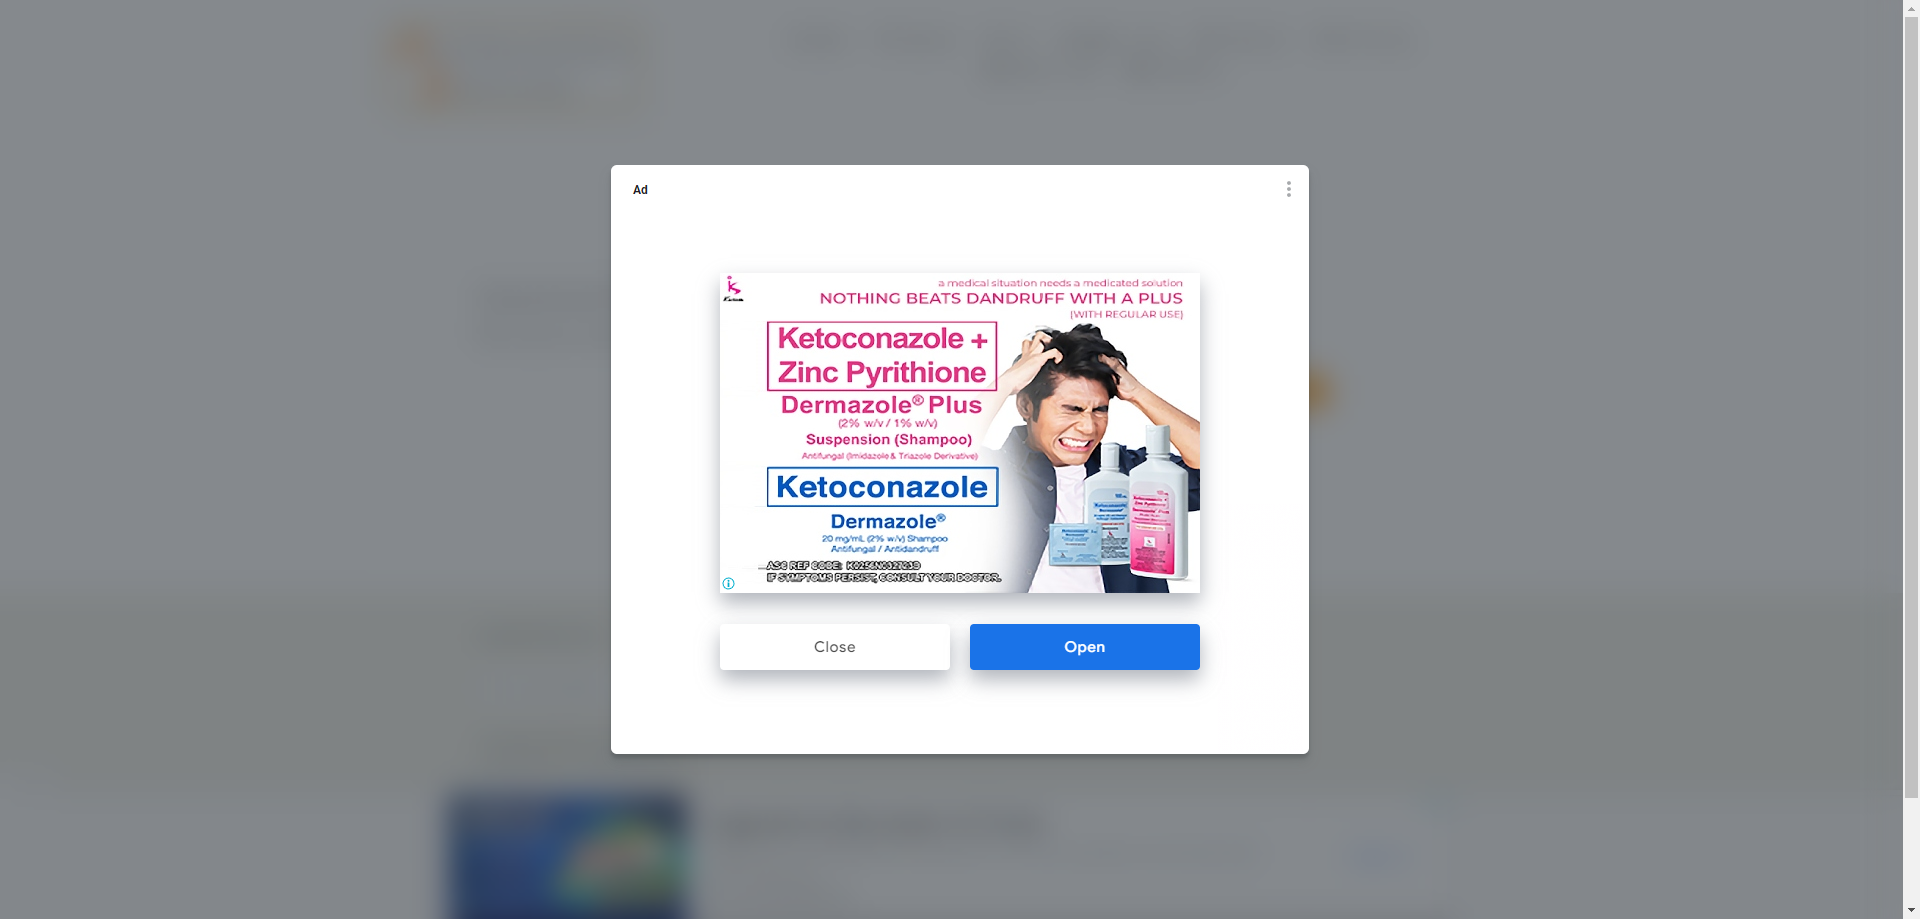 Ad
a medical situation needs a medicated solution
NOTHING BEATS DANDRUFF WITH A PLUS
(WITH REGULAR USE)
Ketoconazole +
Zinc Pyrithione
Dermazole® Plus
(2% w/v / 1% w/v)
Suspension (Shampoo)
Antifungal (Imidazole & Triazole Derivative)
Ketoconazole
Dermazole®
20 mg/mL (2% w/v) Shampoo
Antifungal / Antidandruff
ASC REF CODE:
IF SYMPTOMS PERSIST, CONSULT YOUR DOCTOR.
Close
Open